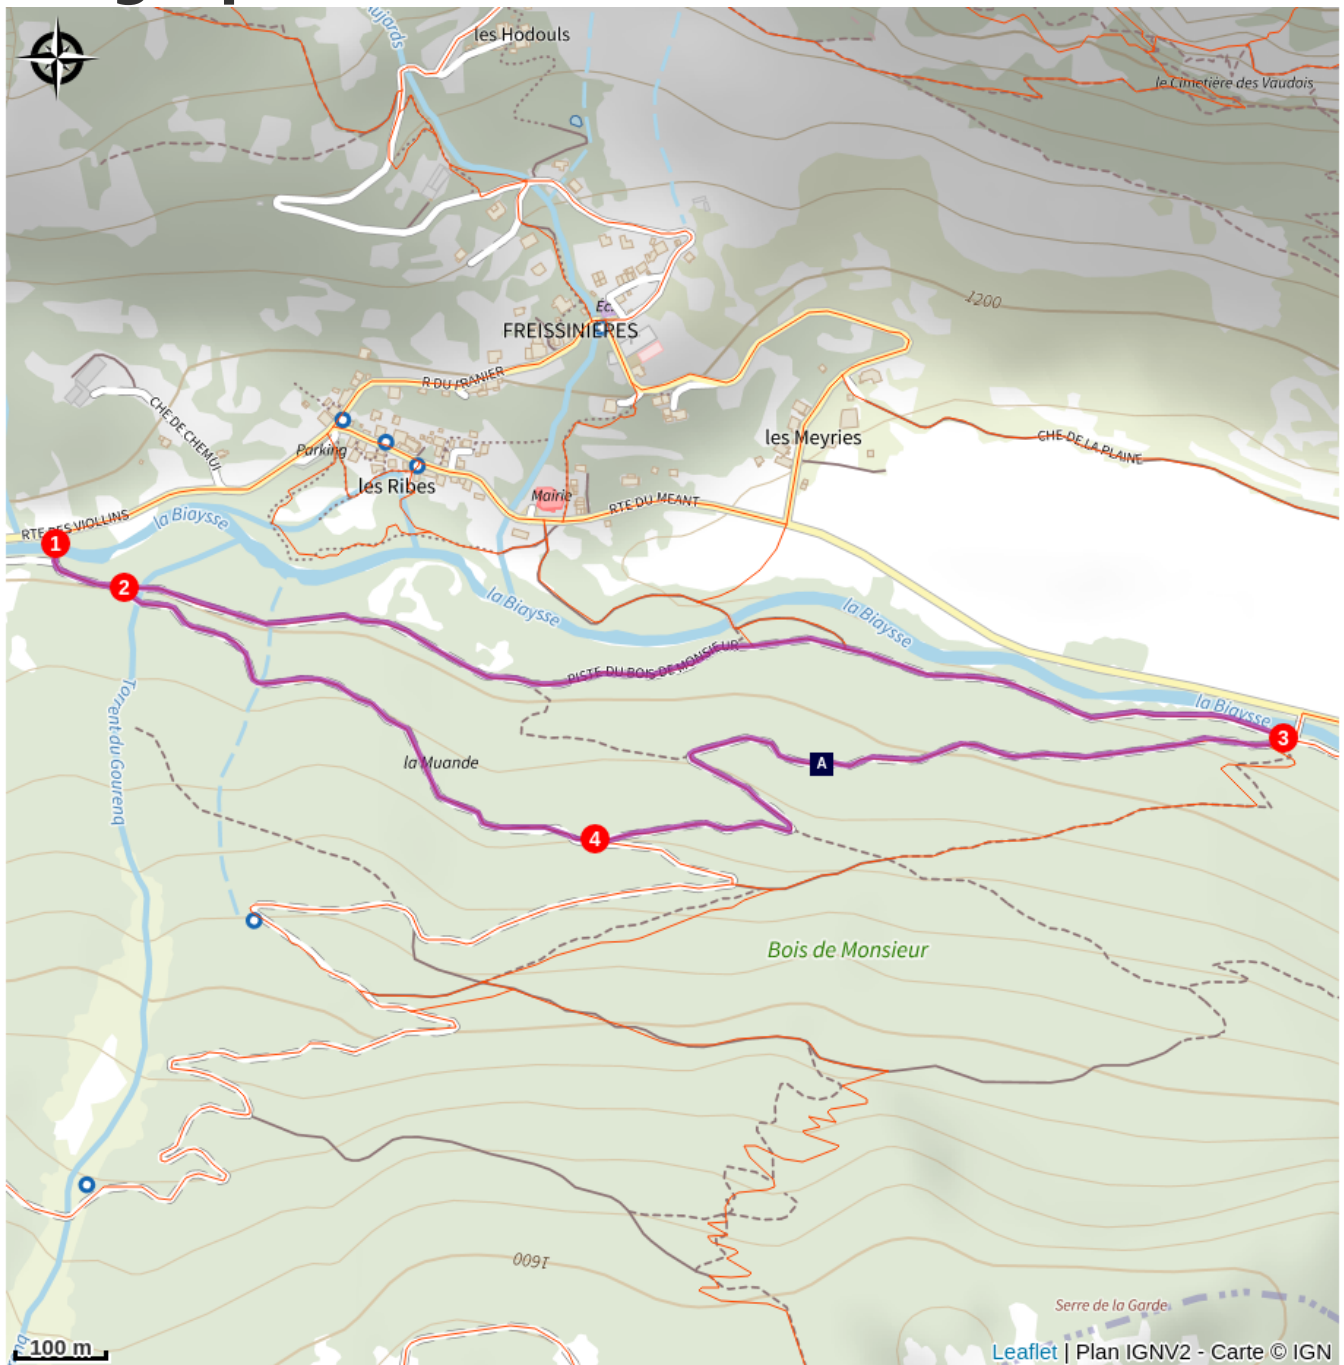 les Hodouls
le Cimetière des Vaudois
1200
FREISSINIÈRES
R DU
CHE DE CHEMUI
Parking
les Ribes
les Meyries
CHE DE LA PLAINE
Mairie
RTE DU MEANT
RTE DES VIOLLINS
la Biaysse
1
2
la Biaysse
la Biaysse
PISTE DU BOIS DE MONSIEUR
la Biaysse
3
Torrent du Gourenq
la Muande
A
4
Bois de Monsieur
1600
Serre de la Garde
100 m
Leaflet | Plan IGNV2 - Carte © IGN